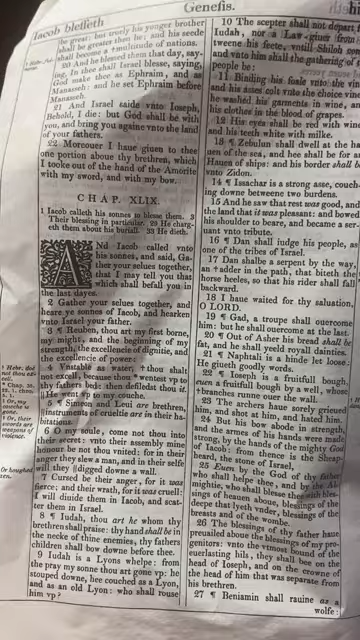 Iacob blesseth
Genesis.
be great: but truely his yonger brother
shall be greater then he; and his seede
shall become a multitude of nations.
20 And he blessed them that day, say-
ing, In thee shall Israel blesse, saying,
God make thee as Ephraim, and as
Manasseh: and he set Ephraim before
Manasseh.
21 And Israel saide vnto Ioseph,
Behold, I die: but God shall be with
you, and bring you againe vnto the land
of your fathers.
22 Moreouer I haue giuen to thee
one portion aboue thy brethren, which
I tooke out of the hand of the Amorite
with my sword, and with my bow.
CHAP. XLIX.
1 Iacob calleth his sonnes to blesse them. 3
Their blessing in particular. 29 He charg-
eth them about his buriall. 33 He dieth.
ANd Iacob called vnto
his sonnes, and said, Ga-
ther your selues together,
that I may tell you that
which shall befall you in
the last dayes.
2 Gather your selues together, and
heare ye sonnes of Iacob, and hearken
vnto Israel your father.
3 ¶ Reuben, thou art my first borne,
my might, and the beginning of my
strength, the excellencie of dignitie, and
the excellencie of power:
4 Vnstable as water, thou shalt
not excell, because thou wentest vp to
thy fathers bed: then defiledst thou it.
He went vp to my couche.
5 ¶ Simeon and Leui are brethren,
instruments of crueltie are in their ha-
bitations.
6 O my soule, come not thou into
their secret: vnto their assembly mine
honour be not thou vnited: for in their
anger they slew a man, and in their selfe
will they digged downe a wall.
7 Cursed be their anger, for it was
fierce; and their wrath, for it was cruell:
I will diuide them in Iacob, and scat-
ter them in Israel.
8 ¶ Iudah, thou art he whom thy
brethren shall praise: thy hand shall be in
the necke of thine enemies, thy fathers
children shall bow downe before thee.
9 Iudah is a Lyons whelpe: from
the pray my sonne thou art gone vp: he
stouped downe, hee couched as a Lyon,
and as an old Lyon: who shall rouse
him vp?
10 The scepter shall not depart
Iudah, nor a Law-giuer from
tweene his feete, vntill Shiloh
and vnto him shall the gathering of
people be:
11 Binding his foale vnto the vine
and his asses colt vnto the choice vine
he washed his garments in wine, and
his clothes in the blood of grapes.
12 His eyes shall be red with wine
and his teeth white with milke.
13 ¶ Zebulun shall dwell at the ha-
uen of the sea, and hee shall be for an
Hauen of ships: and his border shall be
vnto Zidon.
14 ¶ Issachar is a strong asse, couch-
ing downe betweene two burdens.
15 And he saw that rest was good, and
the land that it was pleasant: and bowed
his shoulder to beare, and became a ser-
uant vnto tribute.
16 ¶ Dan shall iudge his people, as
one of the tribes of Israel.
17 Dan shalbe a serpent by the way,
an adder in the path, that biteth the
horse heeles, so that his rider shall fall
backward.
18 I haue waited for thy saluation,
O LORD.
19 ¶ Gad, a troupe shall ouercome
him: but he shall ouercome at the last.
20 ¶ Out of Asher his bread shall be
fat, and he shall yeeld royall dainties.
21 ¶ Naphtali is a hinde let loose:
He giueth goodly words.
22 ¶ Ioseph is a fruitfull bough,
euen a fruitfull bough by a well, whose
branches runne ouer the wall.
23 The archers haue sorely grieued
him, and shot at him, and hated him.
24 But his bow abode in strength,
and the armes of his hands were made
strong, by the hands of the mighty God
of Iacob: from thence is the Sheap-
heard, the stone of Israel,
25 Euen by the God of thy father
who shall helpe thee, and by the Al-
mightie, who shall blesse thee with bles-
sings of heauen aboue, blessings of the
deepe that lyeth vnder, blessings of the
breasts and of the wombe.
26 The blessings of thy father haue
preuailed aboue the blessings of my pro-
genitors: vnto the vtmost bound of the
euerlasting hils, they shall bee on the
head of Ioseph, and on the crowne of
the head of him that was separate from
his brethren.
27 ¶ Beniamin shall rauine as a
wolfe: